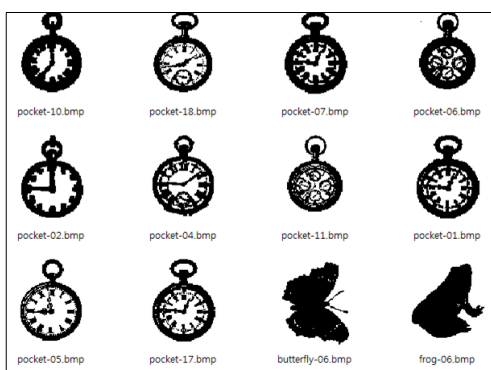 pocket-10.bmp pocket-18.bmp pocket-07.bmp pocket-06.bmp
pocket-02.bmp pocket-04.bmp pocket-11.bmp pocket-01.bmp
pocket-05.bmp pocket-17.bmp butterfly-06.bmp frog-06.bmp